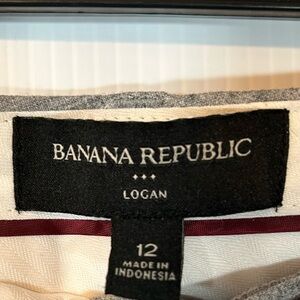 BANANA REPUBLIC
LOGAN
12
MADE IN
INDONESIA